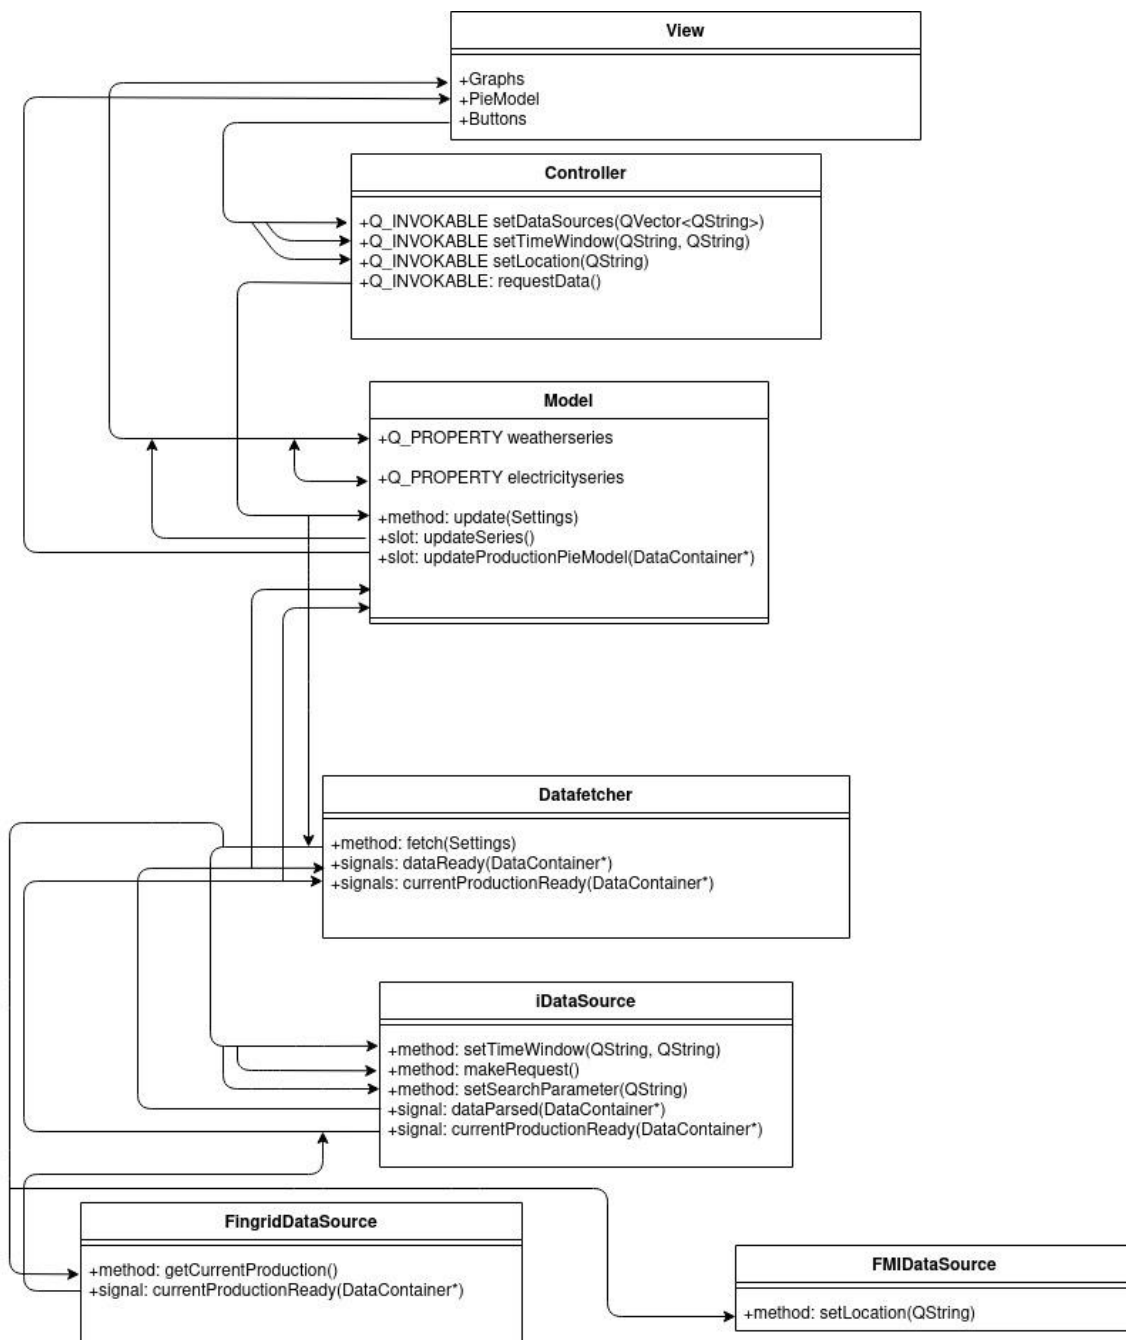 View
+Graphs
+PieModel
+Buttons
Controller
+Q_INVOKABLE setDataSources(QVector<QString>)
+Q_INVOKABLE setTimeWindow(QString, QString)
+Q_INVOKABLE setLocation(QString)
+Q_INVOKABLE: requestData()
Model
+Q_PROPERTY weatherseries
+Q_PROPERTY electricityseries
+method: update(Settings)
+slot: updateSeries()
+slot: updateProductionPieModel(DataContainer*)
Datafetcher
+method: fetch(Settings)
+signals: dataReady(DataContainer*)
+signals: currentProductionReady(DataContainer*)
iDataSource
+method: setTimeWindow(QString, QString)
+method: makeRequest()
+method: setSearchParameter(QString)
+signal: dataParsed(DataContainer*)
+signal: currentProductionReady(DataContainer*)
FingridDataSource
+method: getCurrentProduction()
+signal: currentProductionReady(DataContainer*)
FMIDataSource
+method: setLocation(QString)